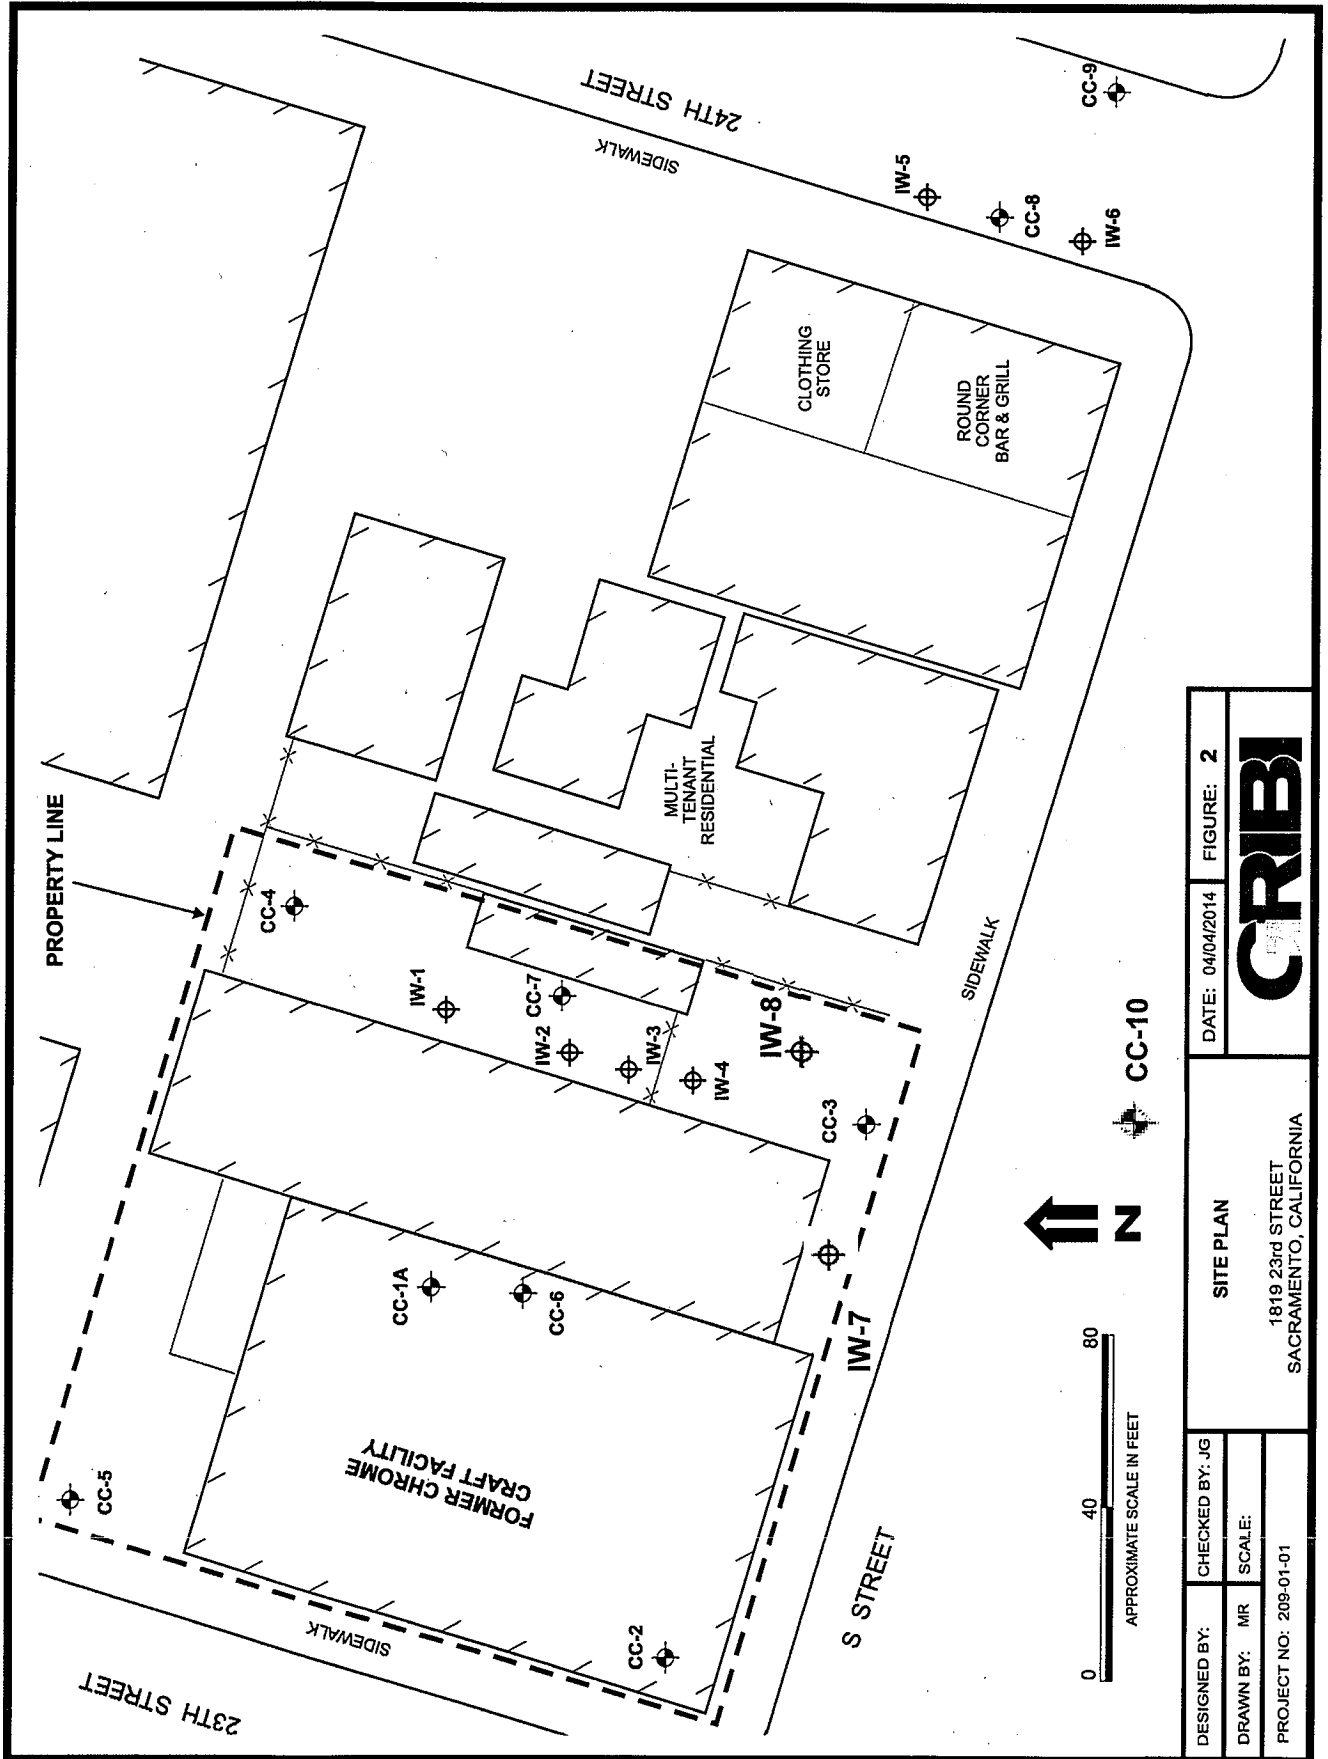 23TH STREET
SIDEWALK
CC-5
PROPERTY LINE
CC-4
24TH STREET
SIDEWALK
FORMER CHROME
CRAFT FACILITY
CC-1A
CC-6
CC-2
IW-1
CC-7
IW-2
IW-3
IW-4
IW-8
CC-3
IW-7
MULTI-
TENANT
RESIDENTIAL
CLOTHING
STORE
ROUND
CORNER
BAR & GRILL
IW-5
CC-8
IW-6
CC-9
S STREET
SIDEWALK
N
CC-10
0 40 80
APPROXIMATE SCALE IN FEET
DESIGNED BY:
CHECKED BY: JG
DRAWN BY: MR
SCALE:
PROJECT NO: 209-01-01
SITE PLAN
1819 23rd STREET
SACRAMENTO, CALIFORNIA
DATE: 04/04/2014
FIGURE: 2
GRIBI